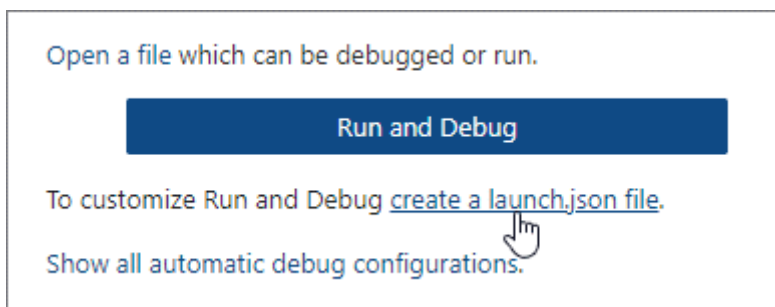 Open a file which can be debugged or run.
Run and Debug
To customize Run and Debug create a launch.json file.
Show all automatic debug configurations.